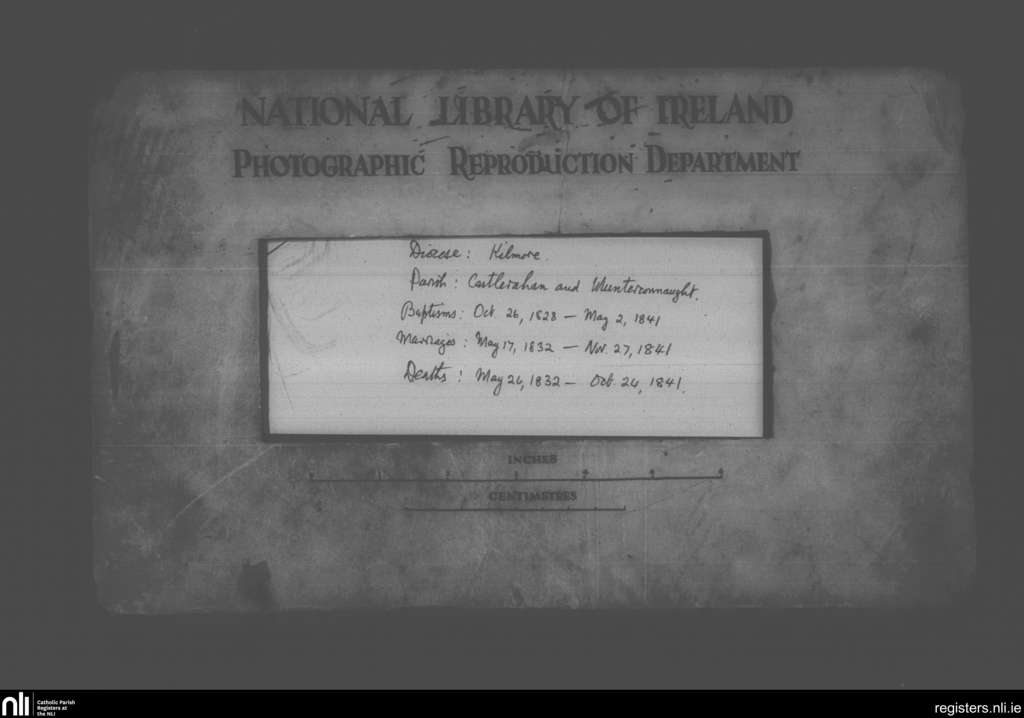 NATIONAL LIBRARY OF IRELAND
PHOTOGRAPHIC REPRODUCTION DEPARTMENT
Diocese: Kilmore.
Parish: Castlerahan and Munterconnaught.
Baptisms: Oct. 26, 1828 — May 2, 1841
Marriages: May 17, 1832 — Nov. 27, 1841
Deaths: May 26, 1832 — Oct. 24, 1841.
INCHES
CENTIMETRES
nli Catholic Parish
Registers at
the NLI
registers.nli.ie